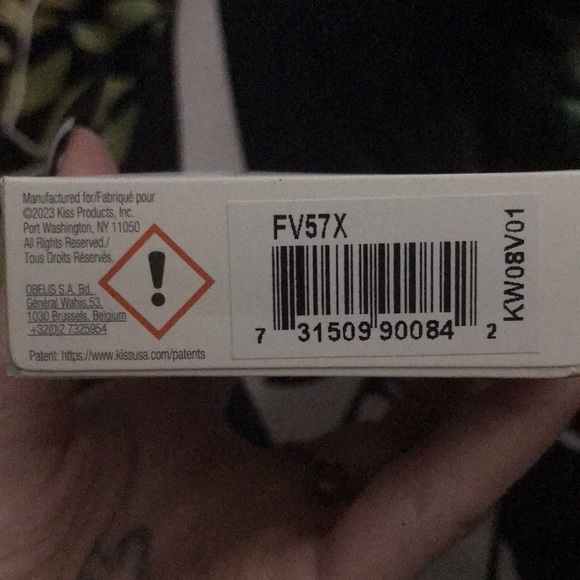 Manufactured for/Fabriqué pour
©2023 Kiss Products, Inc.
Port Washington, NY 11050
All Rights Reserved./
Tous Droits Réservés.
OBELIS S.A. Bd.
Général Wahis,53,
1030 Brussels, Belgium
+32(0)2 7325954
Patent: https://www.kissusa.com/patents
FV57X
7 31509 90084 2
KW08V01